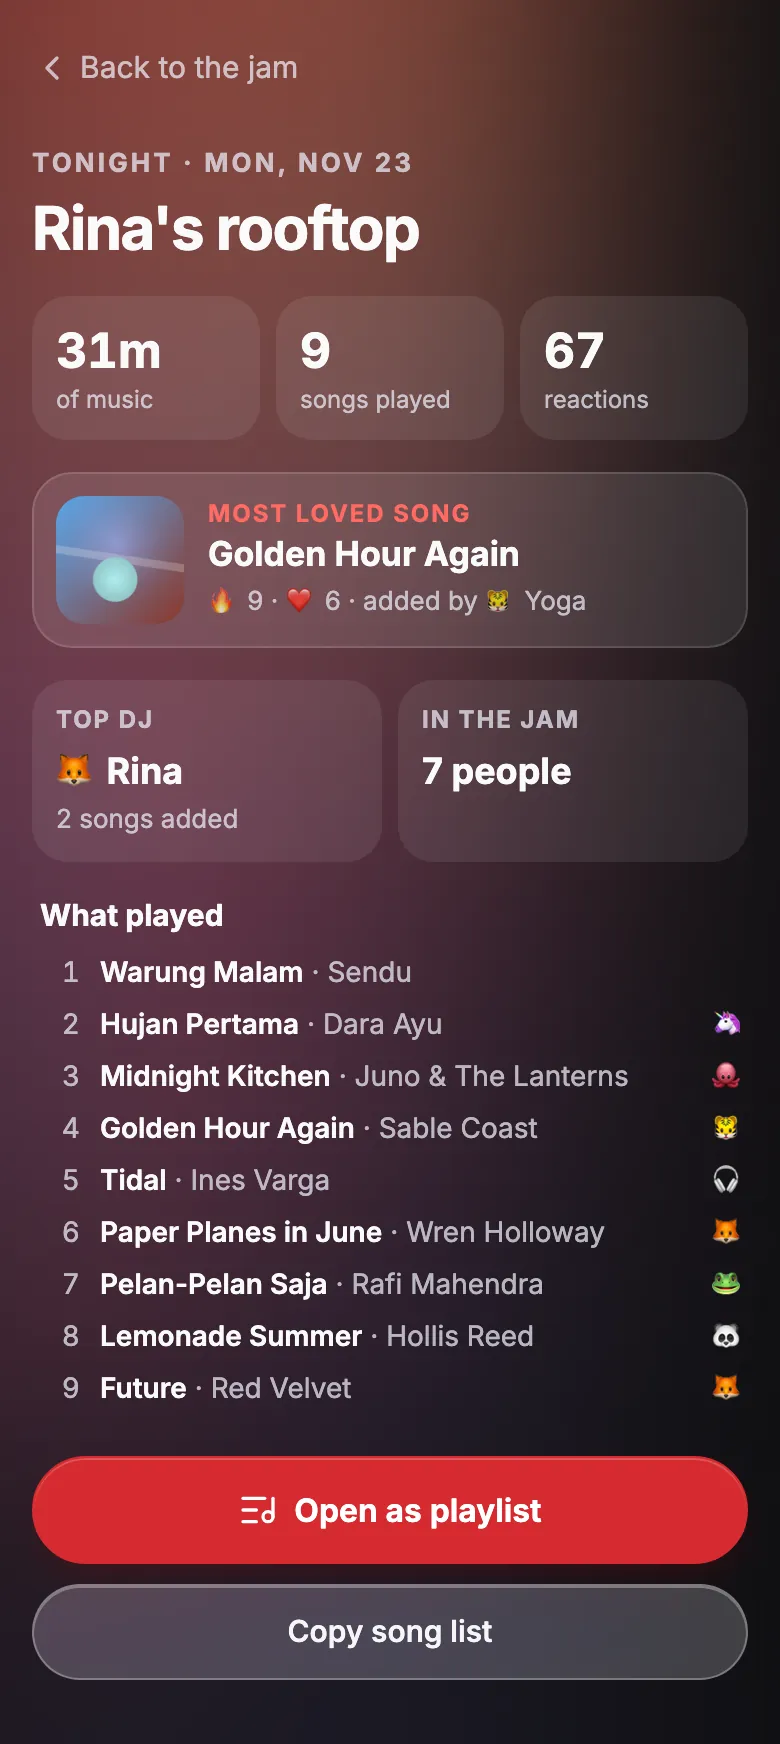 Back to the jam
TONIGHT · MON, NOV 23
Rina's rooftop
31m
of music
9
songs played
67
reactions
MOST LOVED SONG
Golden Hour Again
🔥 9 · ❤️ 6 · added by 🐯 Yoga
TOP DJ
🦊 Rina
2 songs added
IN THE JAM
7 people
What played
1 Warung Malam · Sendu
2 Hujan Pertama · Dara Ayu 🦄
3 Midnight Kitchen · Juno & The Lanterns 🐙
4 Golden Hour Again · Sable Coast 🐯
5 Tidal · Ines Varga 🎧
6 Paper Planes in June · Wren Holloway 🦊
7 Pelan-Pelan Saja · Rafi Mahendra 🐸
8 Lemonade Summer · Hollis Reed 🐼
9 Future · Red Velvet 🦊
Open as playlist
Copy song list